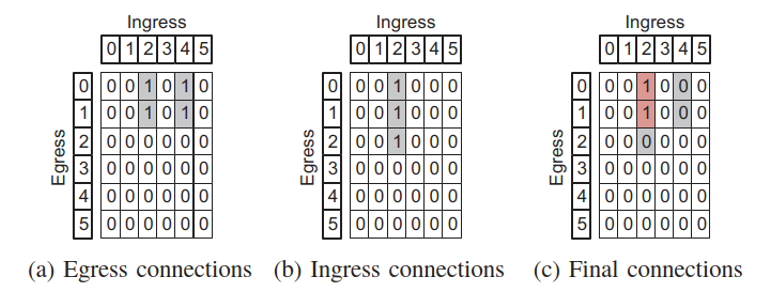 Ingress Ingress Ingress
0 1 2 3 4 5 0 1 2 3 4 5 0 1 2 3 4 5
0 0 0 1 0 1 0 0 0 0 1 0 0 0 0 0 0 1 0 0 0
1 0 0 1 0 1 0 1 0 0 1 0 0 0 1 0 0 1 0 0 0
2 0 0 0 0 0 0 2 0 0 1 0 0 0 2 0 0 0 0 0 0
3 0 0 0 0 0 0 3 0 0 0 0 0 0 3 0 0 0 0 0 0
4 0 0 0 0 0 0 4 0 0 0 0 0 0 4 0 0 0 0 0 0
5 0 0 0 0 0 0 5 0 0 0 0 0 0 5 0 0 0 0 0 0
Egress Egress Egress
(a) Egress connections (b) Ingress connections (c) Final connections